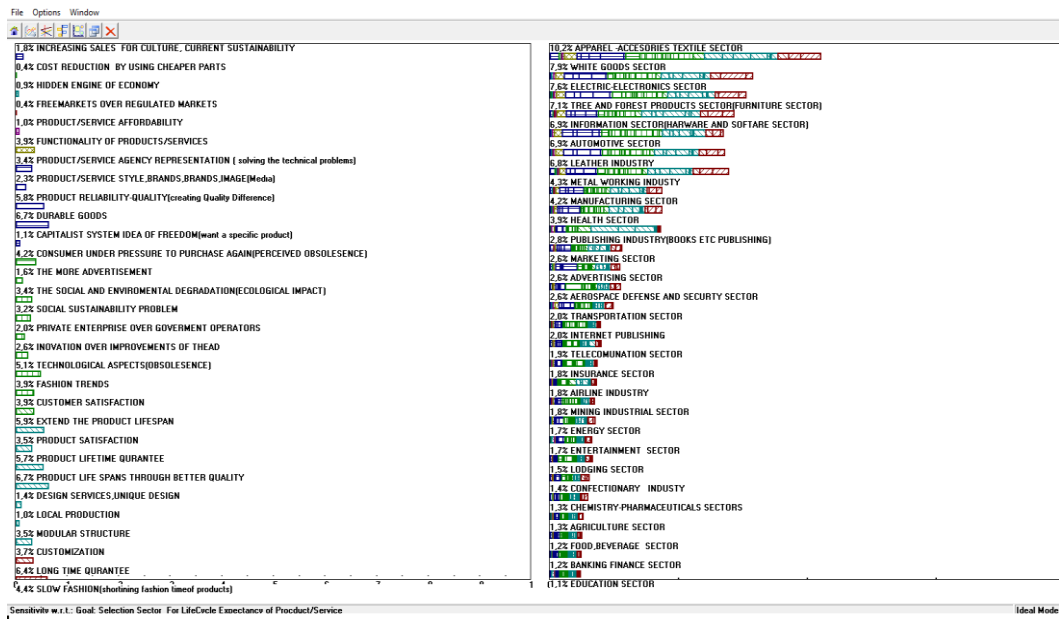 File Options Window
1,8% INCREASING SALES FOR CULTURE, CURRENT SUSTAINABILITY
0,4% COST REDUCTION BY USING CHEAPER PARTS
0,9% HIDDEN ENGINE OF ECONOMY
0,4% FREEMARKETS OVER REGULATED MARKETS
1,0% PRODUCT/SERVICE AFFORDABILITY
3,9% FUNCTIONALITY OF PRODUCTS/SERVICES
3,4% PRODUCT/SERVICE AGENCY REPRESENTATION ( solving the technical problems)
2,3% PRODUCT/SERVICE STYLE,BRANDS,BRANDS,IMAGE(Media)
5,8% PRODUCT RELIABILITY-QUALITY(creating Quality Difference)
6,7% DURABLE GOODS
1,1% CAPITALIST SYSTEM IDEA OF FREEDOM(want a specific product)
4,2% CONSUMER UNDER PRESSURE TO PURCHASE AGAIN(PERCEIVED OBSOLESENCE)
1,6% THE MORE ADVERTISEMENT
3,4% THE SOCIAL AND ENVIROMENTAL DEGRADATION(ECOLOGICAL IMPACT)
3,2% SOCIAL SUSTAINABILITY PROBLEM
2,0% PRIVATE ENTERPRISE OVER GOVERMENT OPERATORS
2,6% INOVATION OVER IMPROVEMENTS OF THEAD
5,1% TECHNOLOGICAL ASPECTS(OBSOLESENCE)
3,9% FASHION TRENDS
3,9% CUSTOMER SATISFACTION
5,9% EXTEND THE PRODUCT LIFESPAN
3,5% PRODUCT SATISFACTION
5,7% PRODUCT LIFETIME QURANTEE
6,7% PRODUCT LIFE SPANS THROUGH BETTER QUALITY
1,4% DESIGN SERVICES,UNIQUE DESIGN
1,0% LOCAL PRODUCTION
3,5% MODULAR STRUCTURE
3,7% CUSTOMIZATION
6,4% LONG TIME QURANTEE
4,4% SLOW FASHION(shortining fashion timeof products)
10,2% APPAREL -ACCESORIES TEXTILE SECTOR
7,9% WHITE GOODS SECTOR
7,6% ELECTRIC-ELECTRONICS SECTOR
7,1% TREE AND FOREST PRODUCTS SECTOR(FURNITURE SECTOR)
6,9% INFORMATION SECTOR(HARWARE AND SOFTARE SECTOR)
6,9% AUTOMOTIVE SECTOR
6,8% LEATHER INDUSTRY
4,3% METAL WORKING INDUSTY
4,2% MANUFACTURING SECTOR
3,9% HEALTH SECTOR
2,8% PUBLISHING INDUSTRY(BOOKS ETC PUBLISHING)
2,6% MARKETING SECTOR
2,6% ADVERTISING SECTOR
2,6% AEROSPACE DEFENSE AND SECURTY SECTOR
2,0% TRANSPORTATION SECTOR
2,0% INTERNET PUBLISHING
1,9% TELECOMUNATION SECTOR
1,8% INSURANCE SECTOR
1,8% AIRLINE INDUSTRY
1,8% MINING INDUSTRIAL SECTOR
1,7% ENERGY SECTOR
1,7% ENTERTAINMENT SECTOR
1,5% LODGING SECTOR
1,4% CONFECTIONARY INDUSTY
1,3% CHEMISTRY-PHARMACEUTICALS SECTORS
1,3% AGRICULTURE SECTOR
1,2% FOOD,BEVERAGE SECTOR
1,2% BANKING FINANCE SECTOR
1,1% EDUCATION SECTOR
Sensitivity w.r.t.: Goal: Selection Sector For LifeCycle Expectancy of Procduct/Service
Ideal Mode